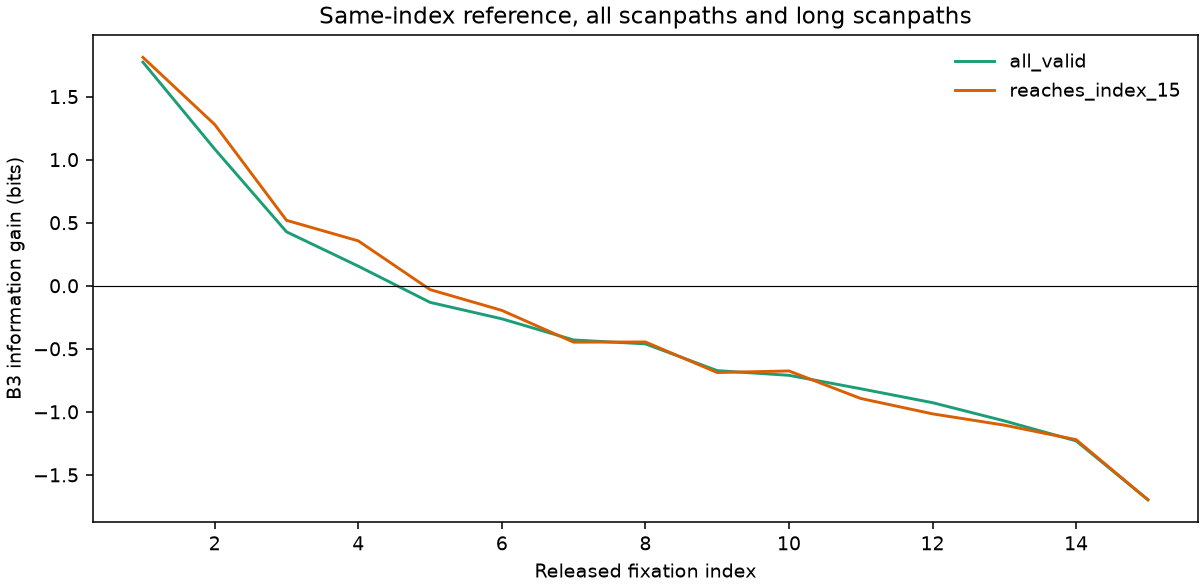 Same-index reference, all scanpaths and long scanpaths
all_valid
reaches_index_15
B3 information gain (bits)
1.5
1.0
0.5
0.0
−0.5
−1.0
−1.5
2 4 6 8 10 12 14
Released fixation index